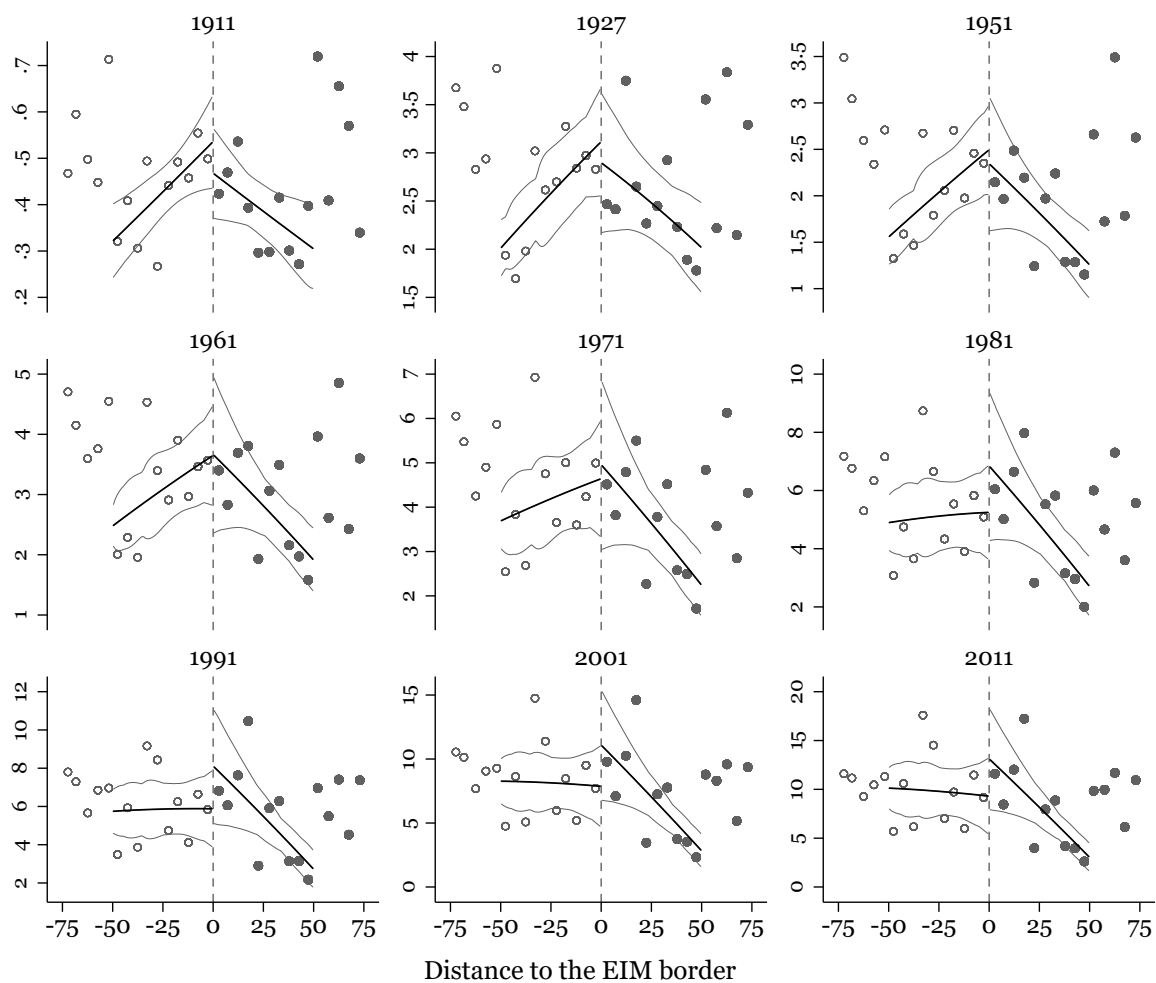 1911 1927 1951
.7 .6 .5 .4 .3 .2
4 3.5 3 2.5 2 1.5
3.5 3 2.5 2 1.5 1
1961 1971 1981
5 4 3 2 1
7 6 5 4 3 2
10 8 6 4 2
1991 2001 2011
12 10 8 6 4 2
15 10 5 0
20 15 10 5 0
-75 -50 -25 0 25 50 75 -75 -50 -25 0 25 50 75 -75 -50 -25 0 25 50 75
Distance to the EIM border